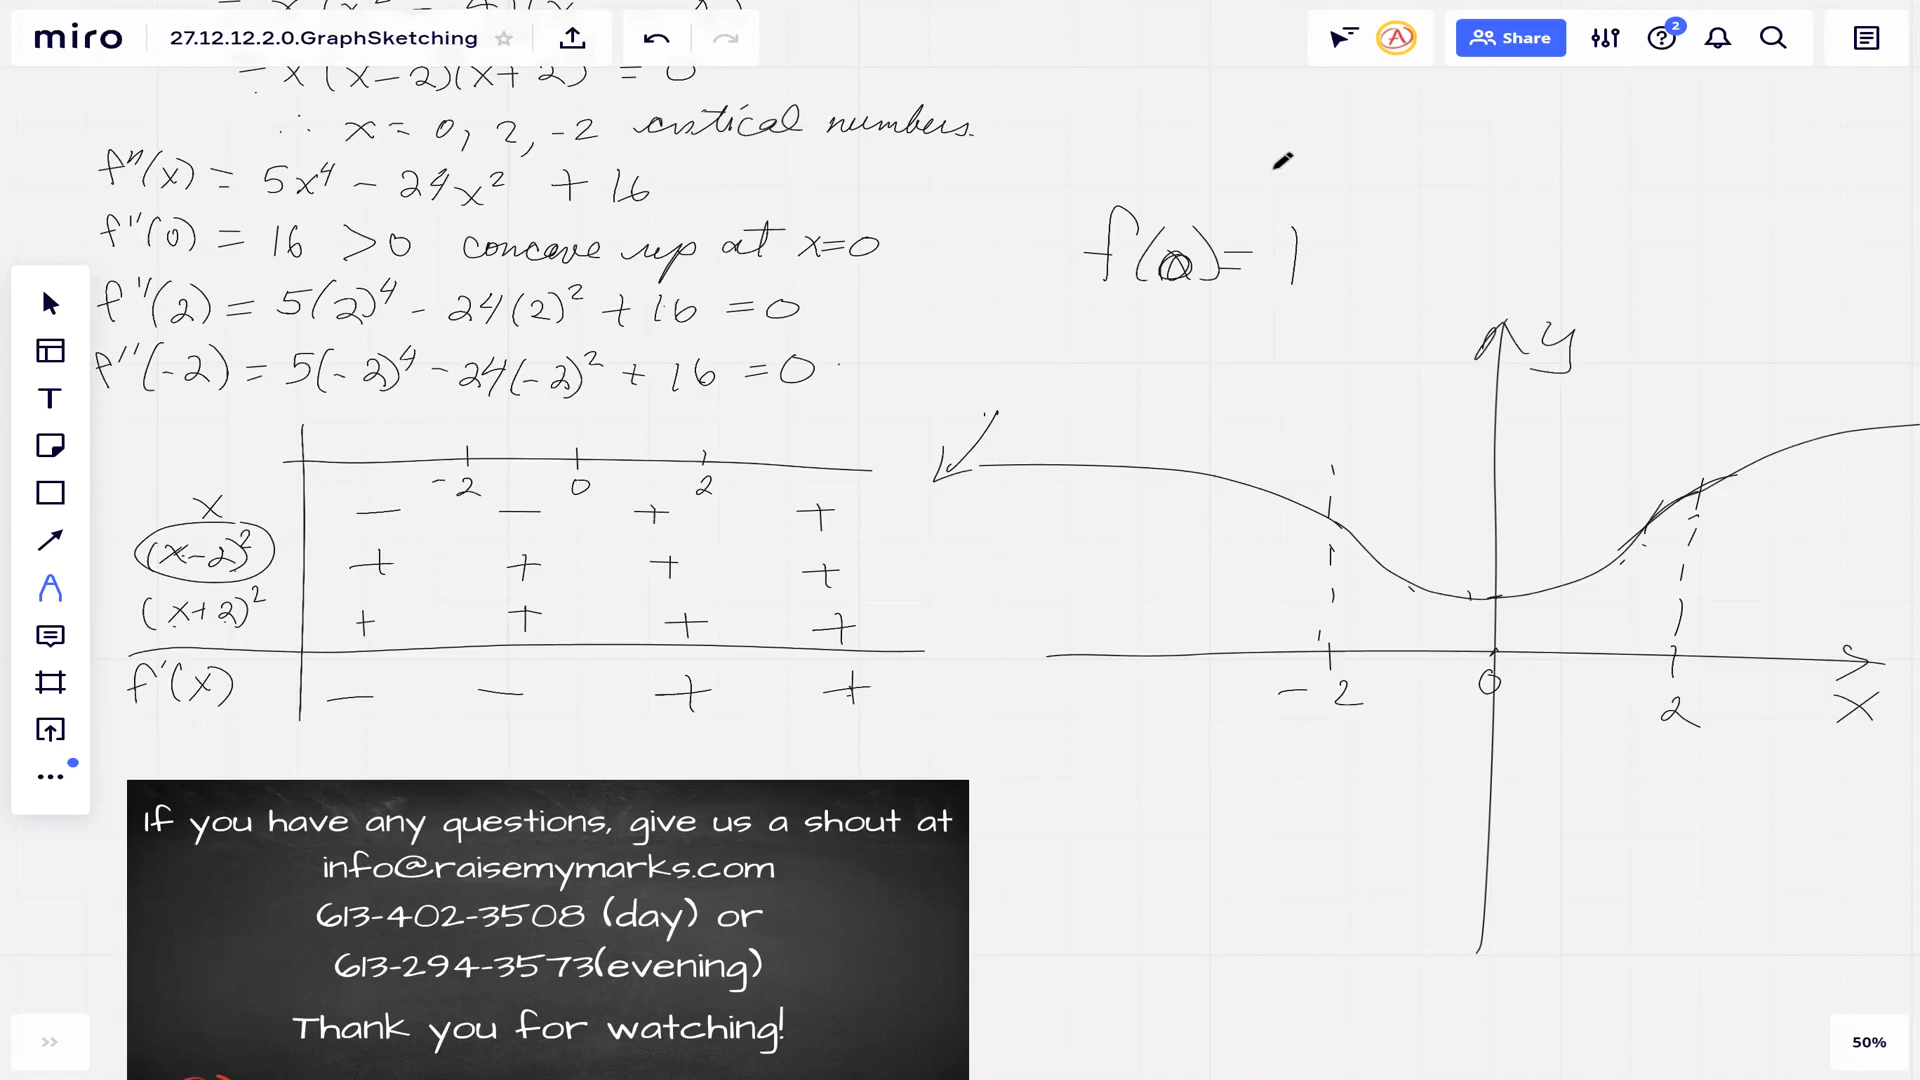 miro 27.12.12.2.0.GraphSketching
Share
2
= x(x-2)(x+2) = 0
∴ x = 0, 2, -2 critical numbers.
f''(x) = 5x⁴ - 24x² + 16
f''(0) = 16 > 0 concave up at x=0
f''(2) = 5(2)⁴ - 24(2)² + 16 = 0
f''(-2) = 5(-2)⁴ - 24(-2)² + 16 = 0
-2 0 2
x - - + +
(x-2)² + + + +
(x+2)² + + + +
f'(x) - - + +
f(0) = 1
y
-2 0 2 x
If you have any questions, give us a shout at
info@raisemymarks.com
613-402-3508 (day) or
613-294-3573(evening)
Thank you for watching!
50%